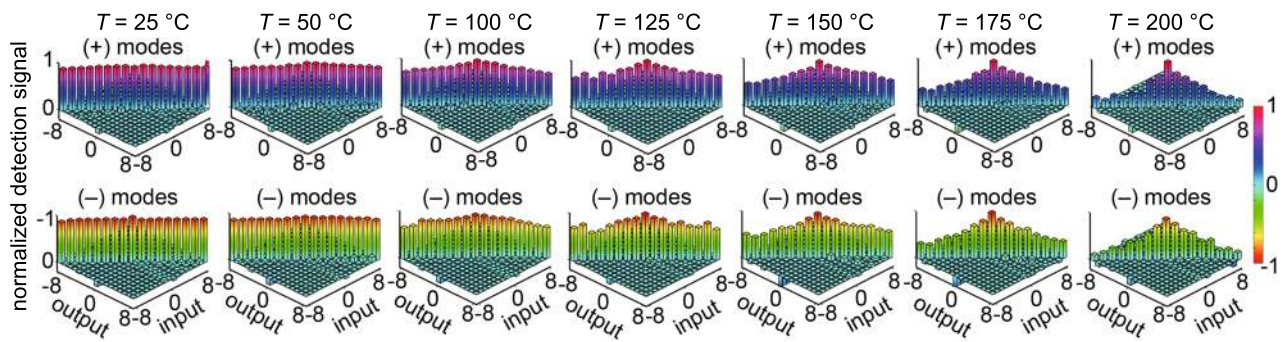 T = 25 °C T = 50 °C T = 100 °C T = 125 °C T = 150 °C T = 175 °C T = 200 °C
(+) modes (+) modes (+) modes (+) modes (+) modes (+) modes (+) modes
normalized detection signal
1
0
-8 0 8-8 0 8-8 0 8-8 0 8-8 0 8-8 0 8-8 0 8-8 0 8-8 0 8-8 0 8-8 0 8-8 0 8-8 0 8-8 0 8
1
0
-1
(–) modes (–) modes (–) modes (–) modes (–) modes (–) modes (–) modes
-1
0
-8 0 8-8 0 8-8 0 8-8 0 8-8 0 8-8 0 8-8 0 8-8 0 8-8 0 8-8 0 8-8 0 8-8 0 8-8 0 8-8 0 8
output input output input output input output input output input output input output input